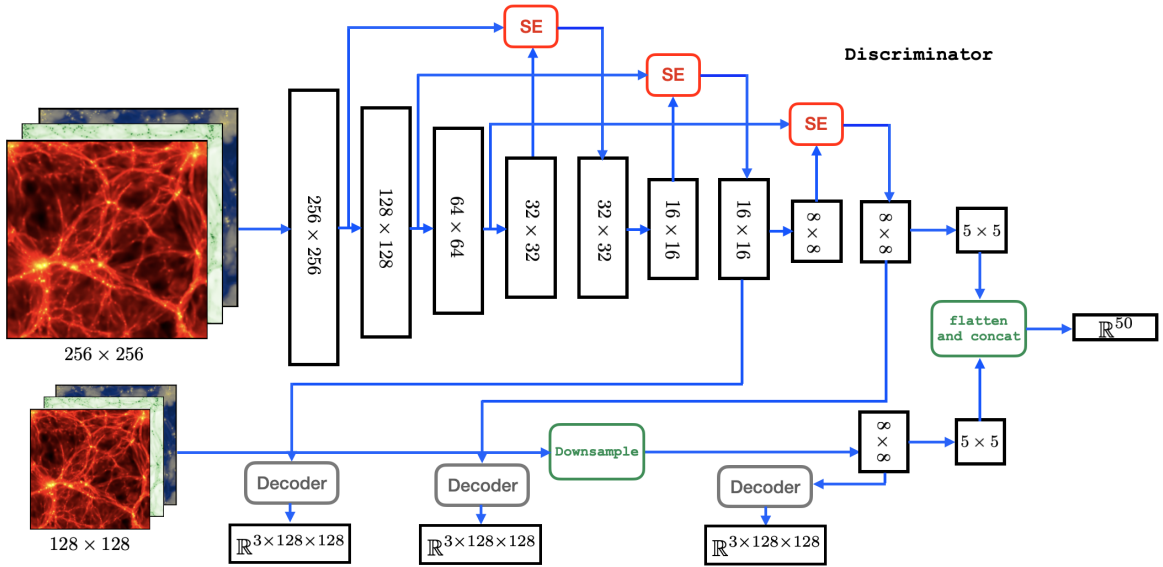 Discriminator
SE
SE
SE
256 × 256
128 × 128
64 × 64
32 × 32
32 × 32
16 × 16
16 × 16
8 × 8
8 × 8
5 × 5
256 × 256
flatten
and concat
ℝ^50
128 × 128
Downsample
8 × 8
5 × 5
Decoder
Decoder
Decoder
ℝ^3×128×128
ℝ^3×128×128
ℝ^3×128×128